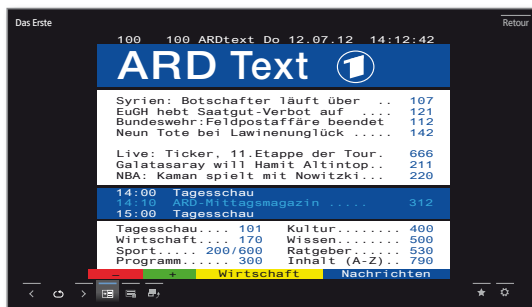 Das Erste
Retour
100 100 ARDtext Do 12.07.12 14:12:42
ARD Text 1
Syrien: Botschafter läuft über .. 107
EuGH hebt Saatgut-Verbot auf .... 121
Bundeswehr:Feldpostaffäre beendet 112
Neun Tote bei Lawinenunglück ..... 142
Live: Ticker, 11.Etappe der Tour. 666
Galatasaray will Hamit Altintop.. 211
NBA: Kaman spielt mit Nowitzki... 220
14:00 Tagesschau
14:10 ARD-Mittagsmagazin ..... 312
15:00 Tagesschau
Tagesschau.... 101 Kultur........ 400
Wirtschaft.... 170 Wissen........ 500
Sport..... 200/600 Ratgeber...... 530
Programm...... 300 Inhalt (A-Z).. 790
– + Wirtschaft Nachrichten